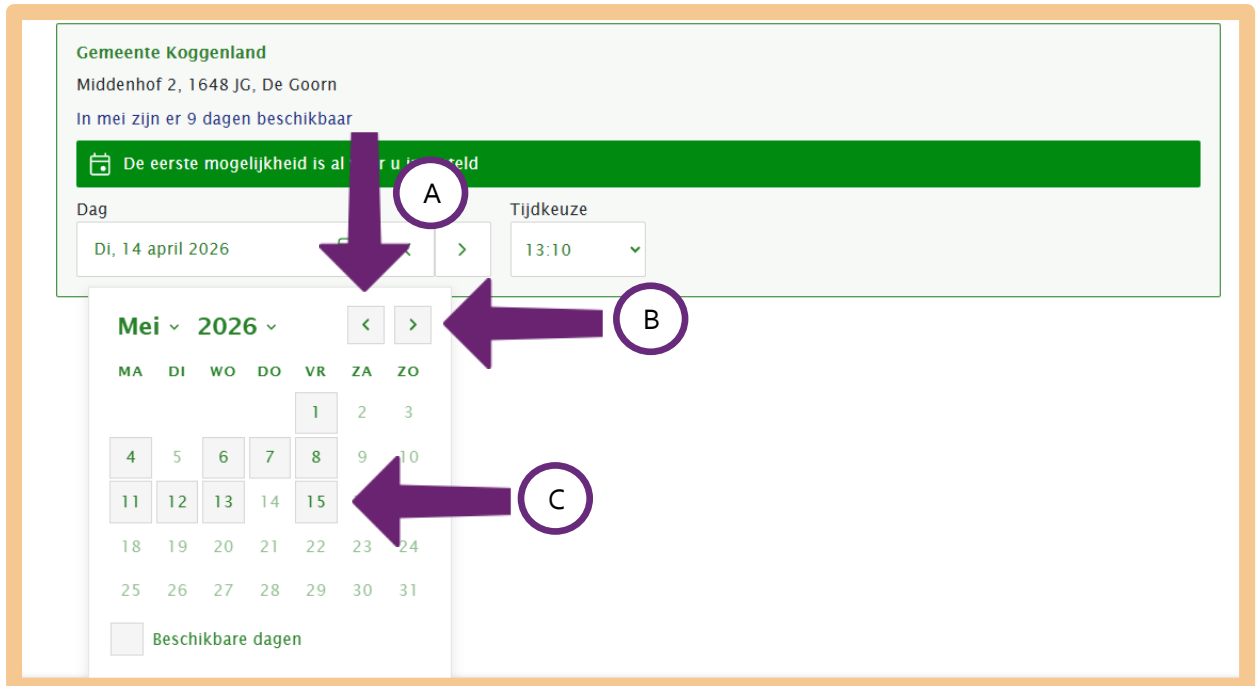 Gemeente Koggenland
Middenhof 2, 1648 JG, De Goorn
In mei zijn er 9 dagen beschikbaar
De eerste mogelijkheid is al
A
Dag
Tijdkeuze
Di, 14 april 2026
13:10
Mei 2026
B
MA DI WO DO VR ZA ZO
1 2 3
4 5 6 7 8 9 10
11 12 13 14 15
C
18 19 20 21 22 23 24
25 26 27 28 29 30 31
Beschikbare dagen